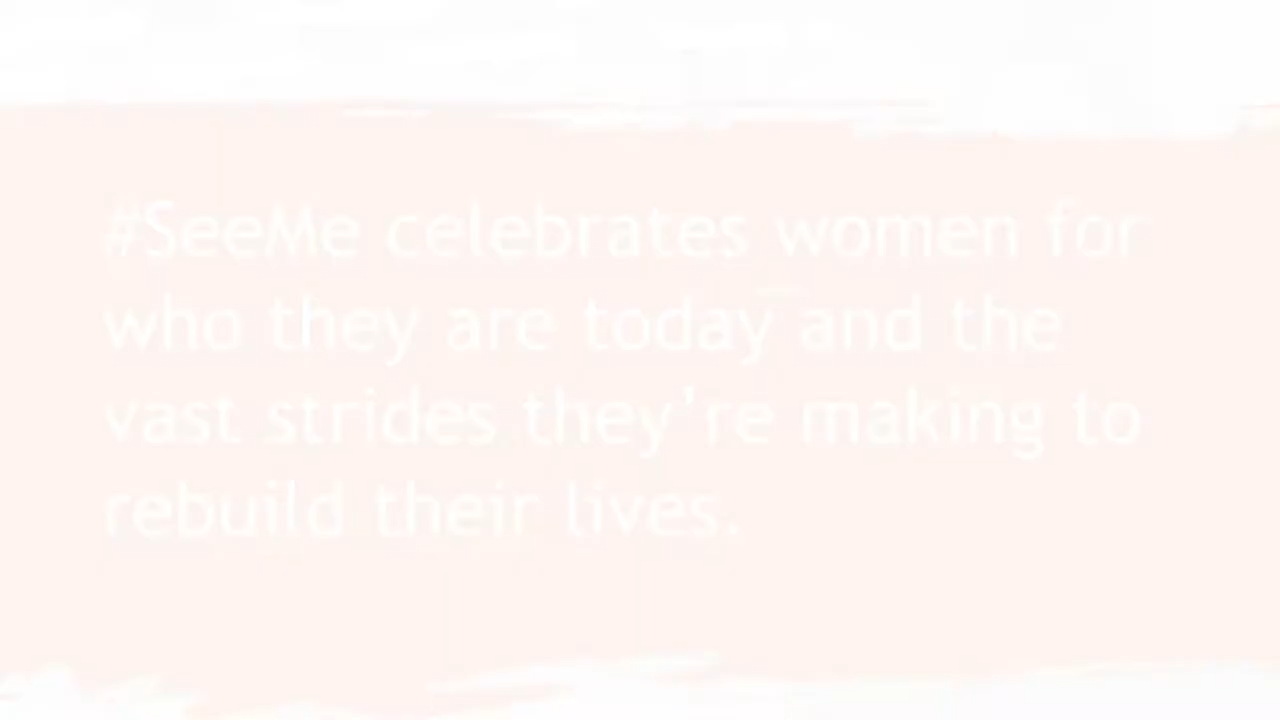 #SeeMe celebrates women for
who they are today and the
vast strides they're making to
rebuild their lives.